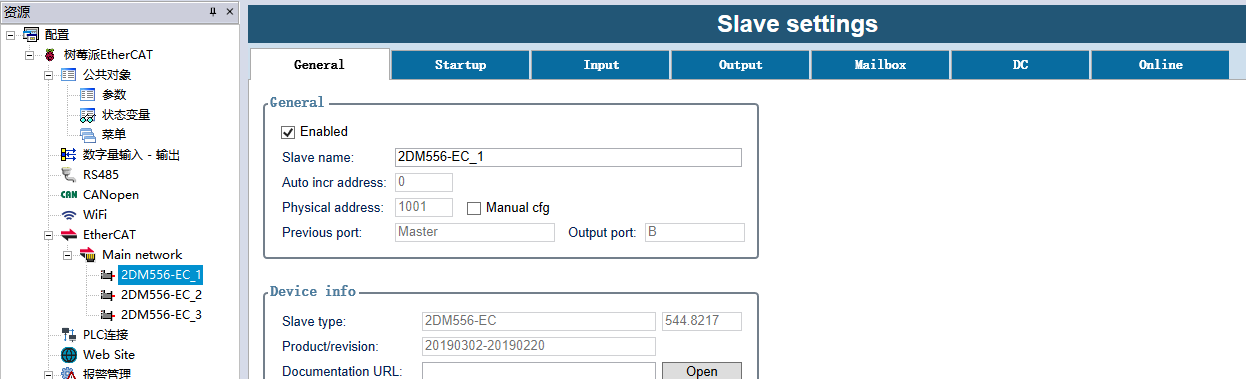 资源
配置
树莓派EtherCAT
公共对象
参数
状态变量
菜单
数字量输入 - 输出
RS485
CAN CANopen
WiFi
EtherCAT
Main network
2DM556-EC_1
2DM556-EC_2
2DM556-EC_3
PLC连接
Web Site
报警管理
Slave settings
General Startup Input Output Mailbox DC Online
General
Enabled
Slave name: 2DM556-EC_1
Auto incr address: 0
Physical address: 1001 Manual cfg
Previous port: Master Output port: B
Device info
Slave type: 2DM556-EC 544.8217
Product/revision: 20190302-20190220
Documentation URL: Open